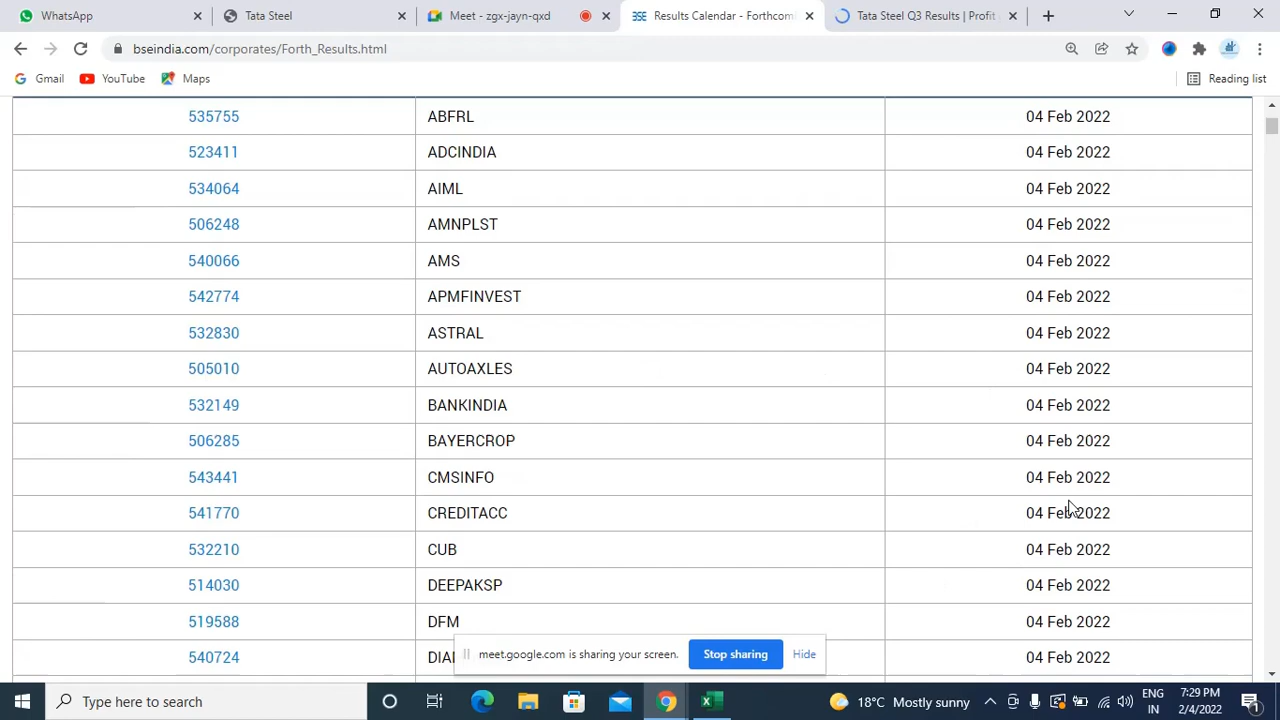 WhatsApp
Tata Steel
Meet - zgx-jayn-qxd
BSE Results Calendar - Forthcom
Tata Steel Q3 Results | Profit
bseindia.com/corporates/Forth_Results.html
Gmail YouTube Maps Reading list
535755 ABFRL 04 Feb 2022
523411 ADCINDIA 04 Feb 2022
534064 AIML 04 Feb 2022
506248 AMNPLST 04 Feb 2022
540066 AMS 04 Feb 2022
542774 APMFINVEST 04 Feb 2022
532830 ASTRAL 04 Feb 2022
505010 AUTOAXLES 04 Feb 2022
532149 BANKINDIA 04 Feb 2022
506285 BAYERCROP 04 Feb 2022
543441 CMSINFO 04 Feb 2022
541770 CREDITACC 04 Feb 2022
532210 CUB 04 Feb 2022
514030 DEEPAKSP 04 Feb 2022
519588 DFM 04 Feb 2022
540724 04 Feb 2022
meet.google.com is sharing your screen. Stop sharing Hide
Type here to search
18°C Mostly sunny
ENG
IN
7:29 PM
2/4/2022
1